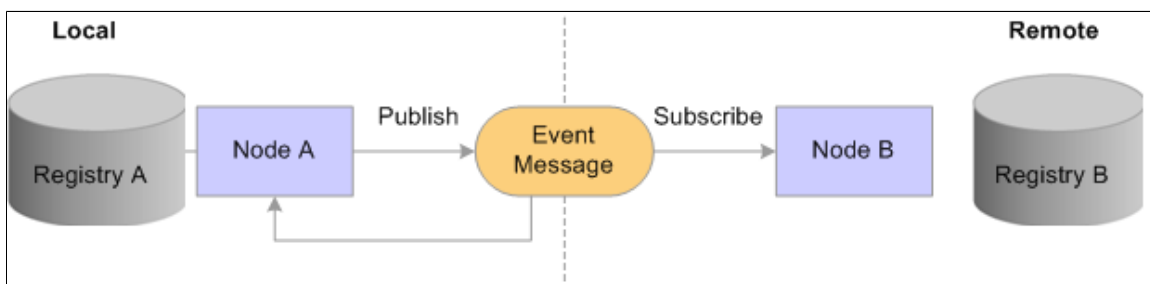 Local
Remote
Publish
Subscribe
Event
Message
Node A
Node B
Registry A
Registry B